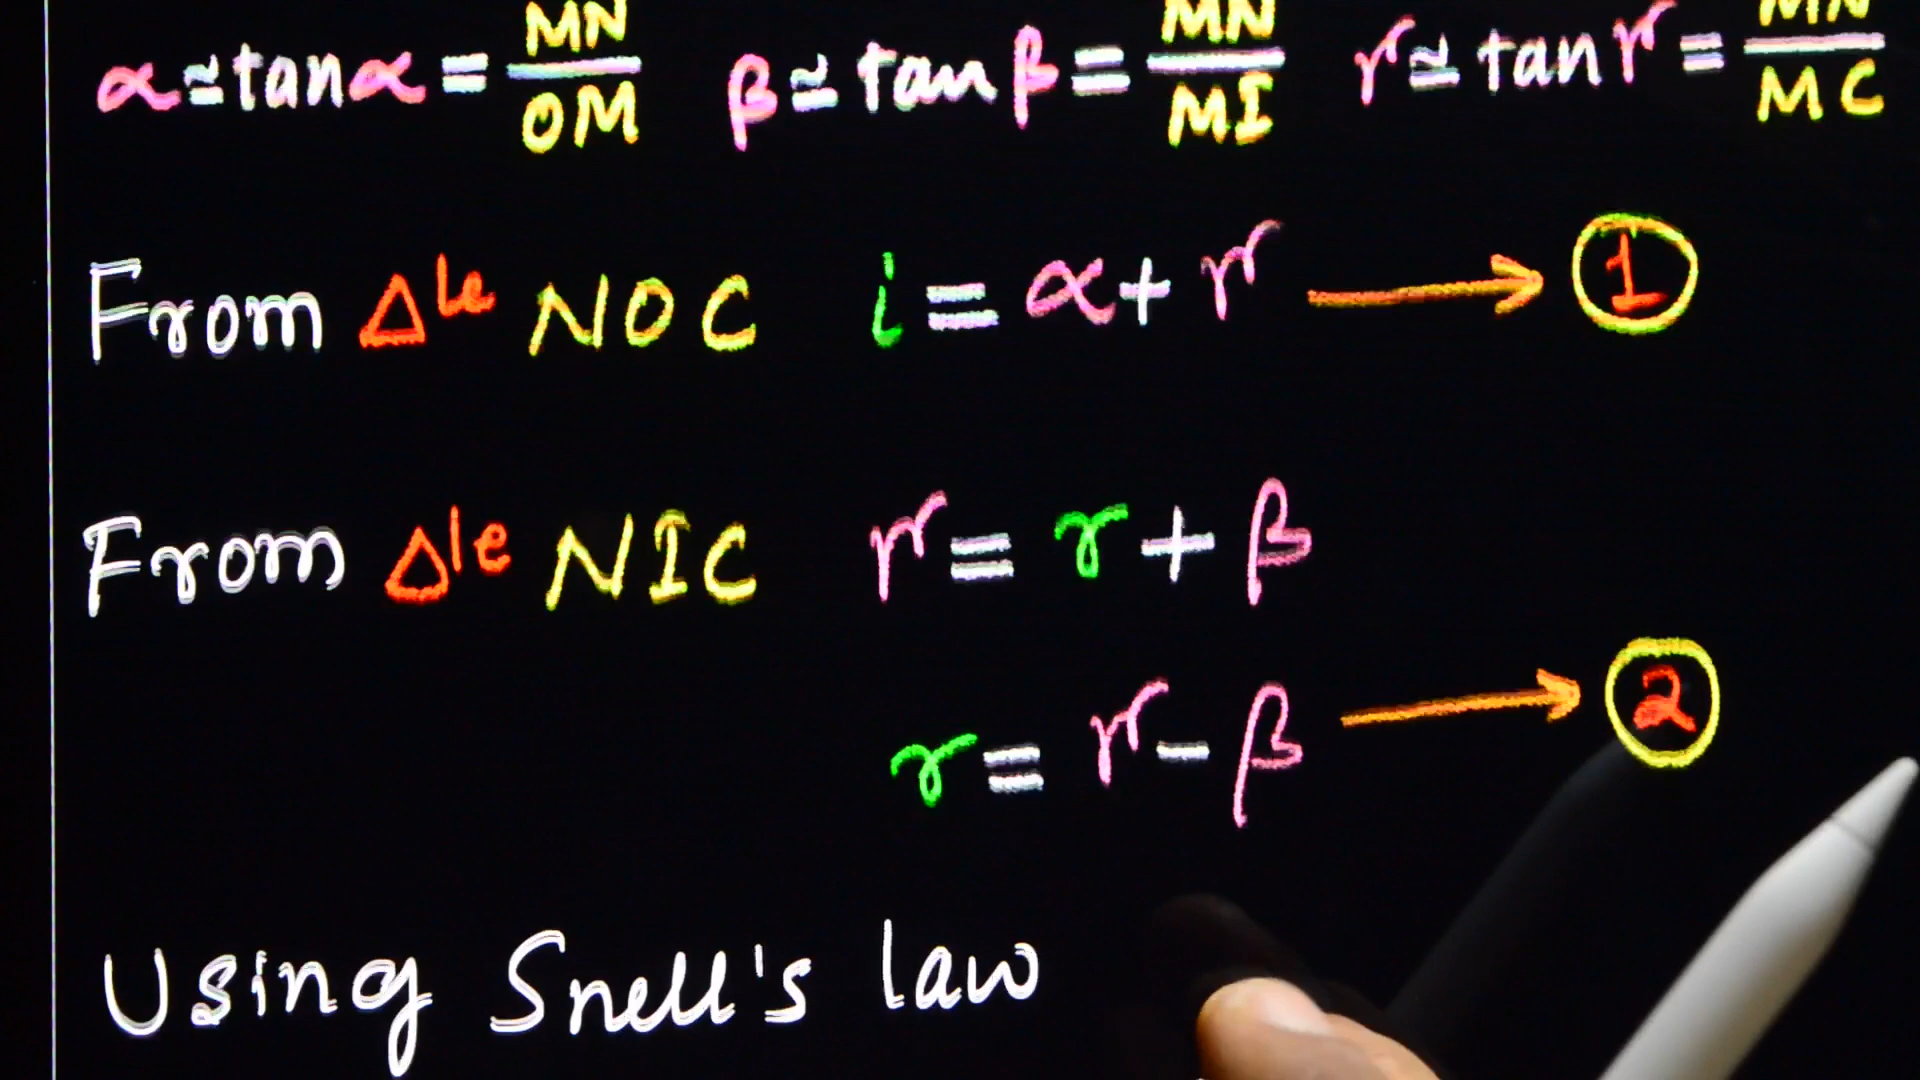 α≃tanα = MN/OM β≃tanβ = MN/MI γ≃tanγ = MN/MC
From Δle NOC i = α + γ → 1
From Δle NIC γ = r + β
r = γ - β → 2
Using Snell's law